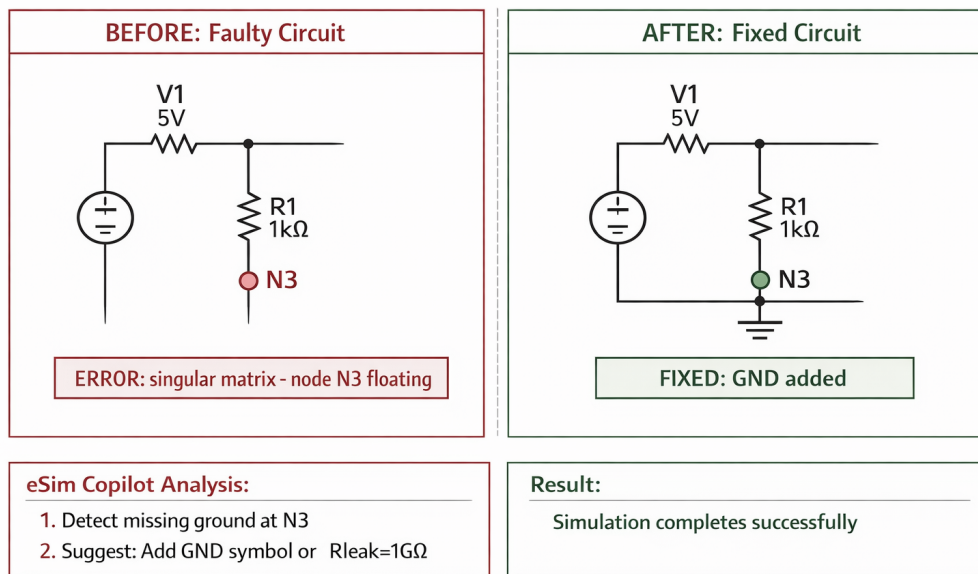 BEFORE: Faulty Circuit
V1
5V
R1
1kΩ
N3
ERROR: singular matrix - node N3 floating
AFTER: Fixed Circuit
V1
5V
R1
1kΩ
N3
FIXED: GND added
eSim Copilot Analysis:
1. Detect missing ground at N3
2. Suggest: Add GND symbol or Rleak=1GΩ
Result:
Simulation completes successfully